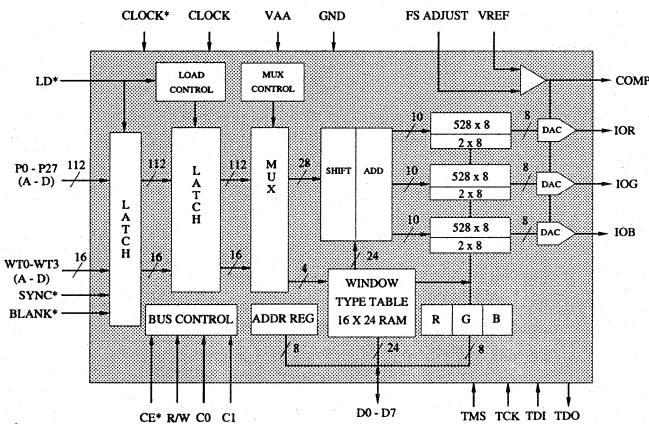 CLOCK* CLOCK VAA GND FS ADJUST VREF
LD*
LOAD
CONTROL
MUX
CONTROL
COMP
P0 - P27
(A - D)
112
LATCH
112
LATCH
112
MUX
28
SHIFT ADD
10
528 x 8
2 x 8
8
DAC
IOR
10
528 x 8
2 x 8
8
DAC
IOG
10
528 x 8
2 x 8
8
DAC
IOB
WT0-WT3
(A - D)
16
16
16
4
24
SYNC*
BLANK*
WINDOW
TYPE TABLE
16 X 24 RAM
BUS CONTROL
ADDR REG
R G B
8
24
8
CE* R/W C0 C1
D0 - D7
TMS TCK TDI TDO